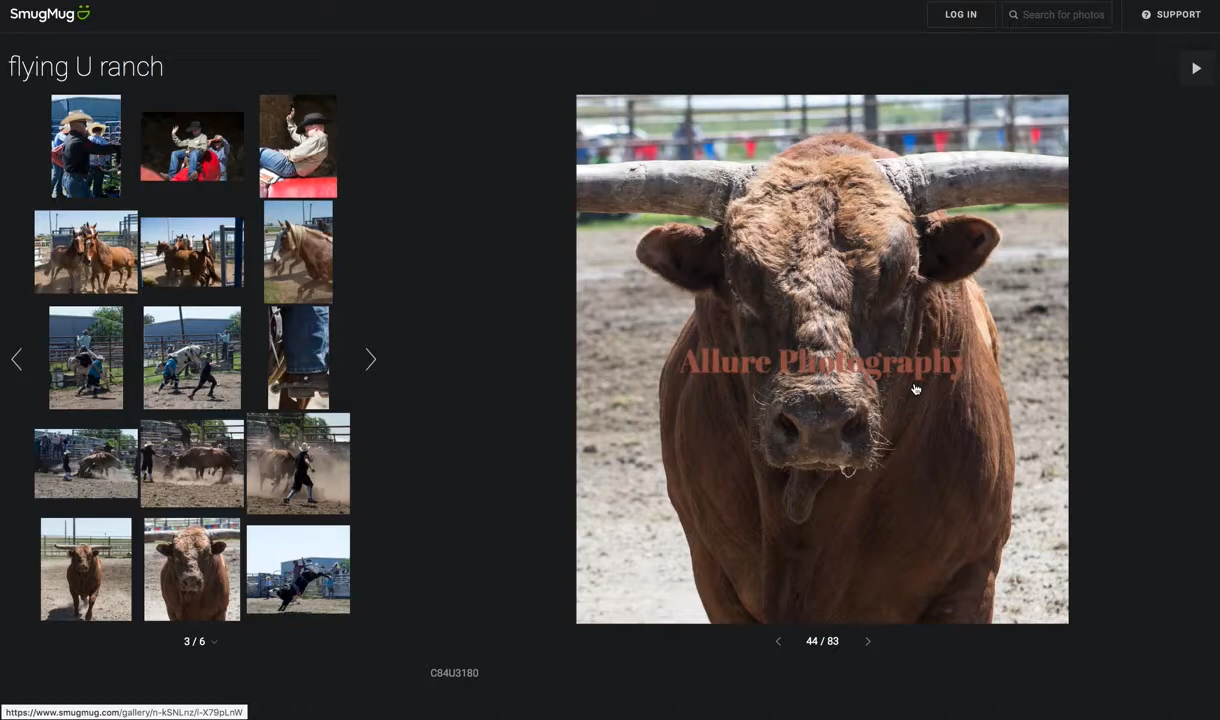 SmugMug
LOG IN
Search for photos
SUPPORT
flying U ranch
Allure Photography
3 / 6
44 / 83
C84U3180
https://www.smugmug.com/gallery/n-kSNLnz/i-X79pLnW